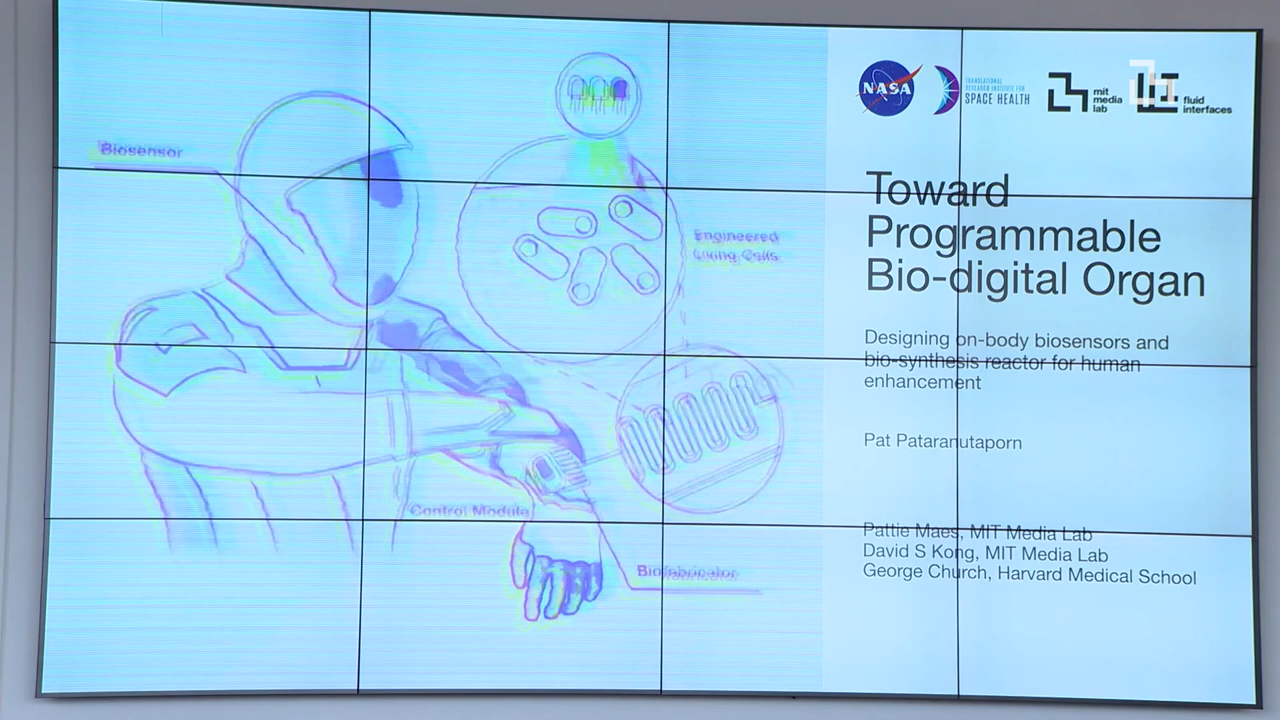 NASA
TRANSLATIONAL
RESEARCH INSTITUTE FOR
SPACE HEALTH
mit
media
lab
fluid
interfaces
Biosensor
Engineered
Living Cells
Control Module
Biofabricator
Toward
Programmable
Bio-digital Organ
Designing on-body biosensors and
bio-synthesis reactor for human
enhancement
Pat Pataranutaporn
Pattie Maes, MIT Media Lab
David S Kong, MIT Media Lab
George Church, Harvard Medical School